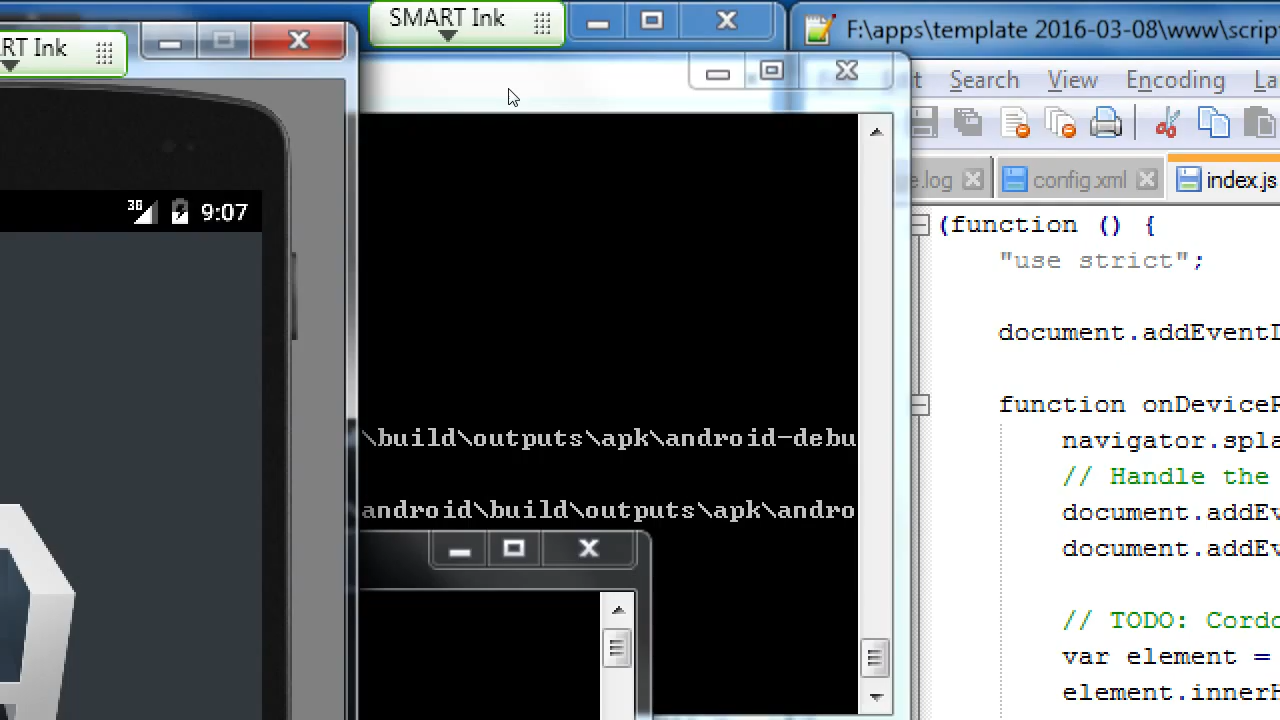 SMART Ink
RT Ink
F:\apps\template 2016-03-08\www\scrip
t Search View Encoding La
e.log config.xml index.js
3G 9:07
(function () {
"use strict";
document.addEventL
function onDeviceR
navigator.spla
// Handle the
document.addEv
document.addEv
// TODO: Cordo
var element =
element.innerH
\build\outputs\apk\android-debu
android\build\outputs\apk\andro